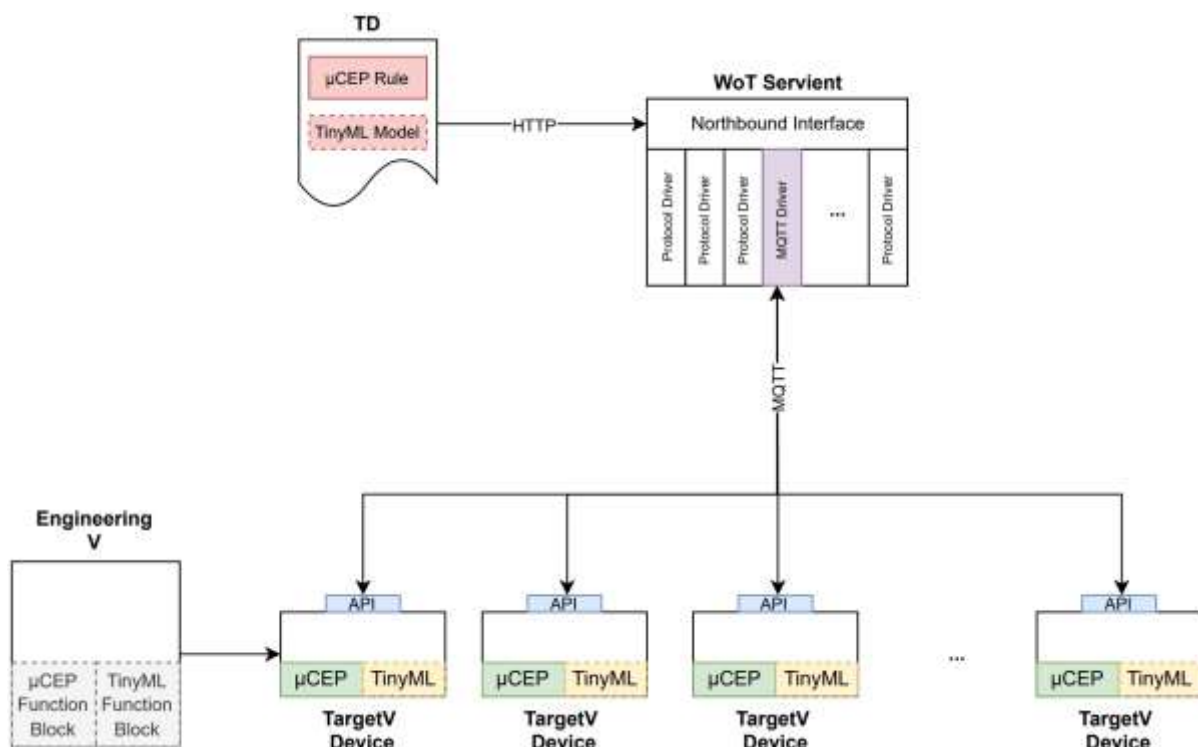 TD
µCEP Rule
TinyML Model
HTTP
WoT Servient
Northbound Interface
Protocol Driver
Protocol Driver
Protocol Driver
MQTT Driver
...
Protocol Driver
MQTT
Engineering
V
µCEP
Function
Block
TinyML
Function
Block
API
µCEP
TinyML
TargetV
Device
API
µCEP
TinyML
TargetV
Device
API
µCEP
TinyML
TargetV
Device
...
API
µCEP
TinyML
TargetV
Device